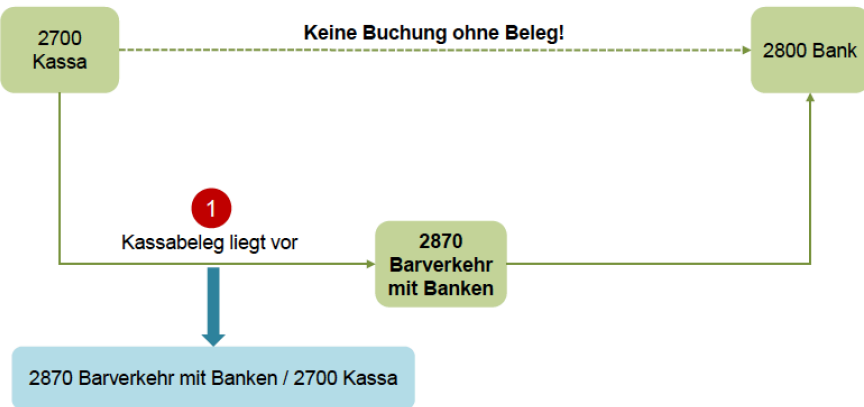 2700
Kassa
Keine Buchung ohne Beleg!
2800 Bank
1
Kassabeleg liegt vor
2870
Barverkehr
mit Banken
2870 Barverkehr mit Banken / 2700 Kassa